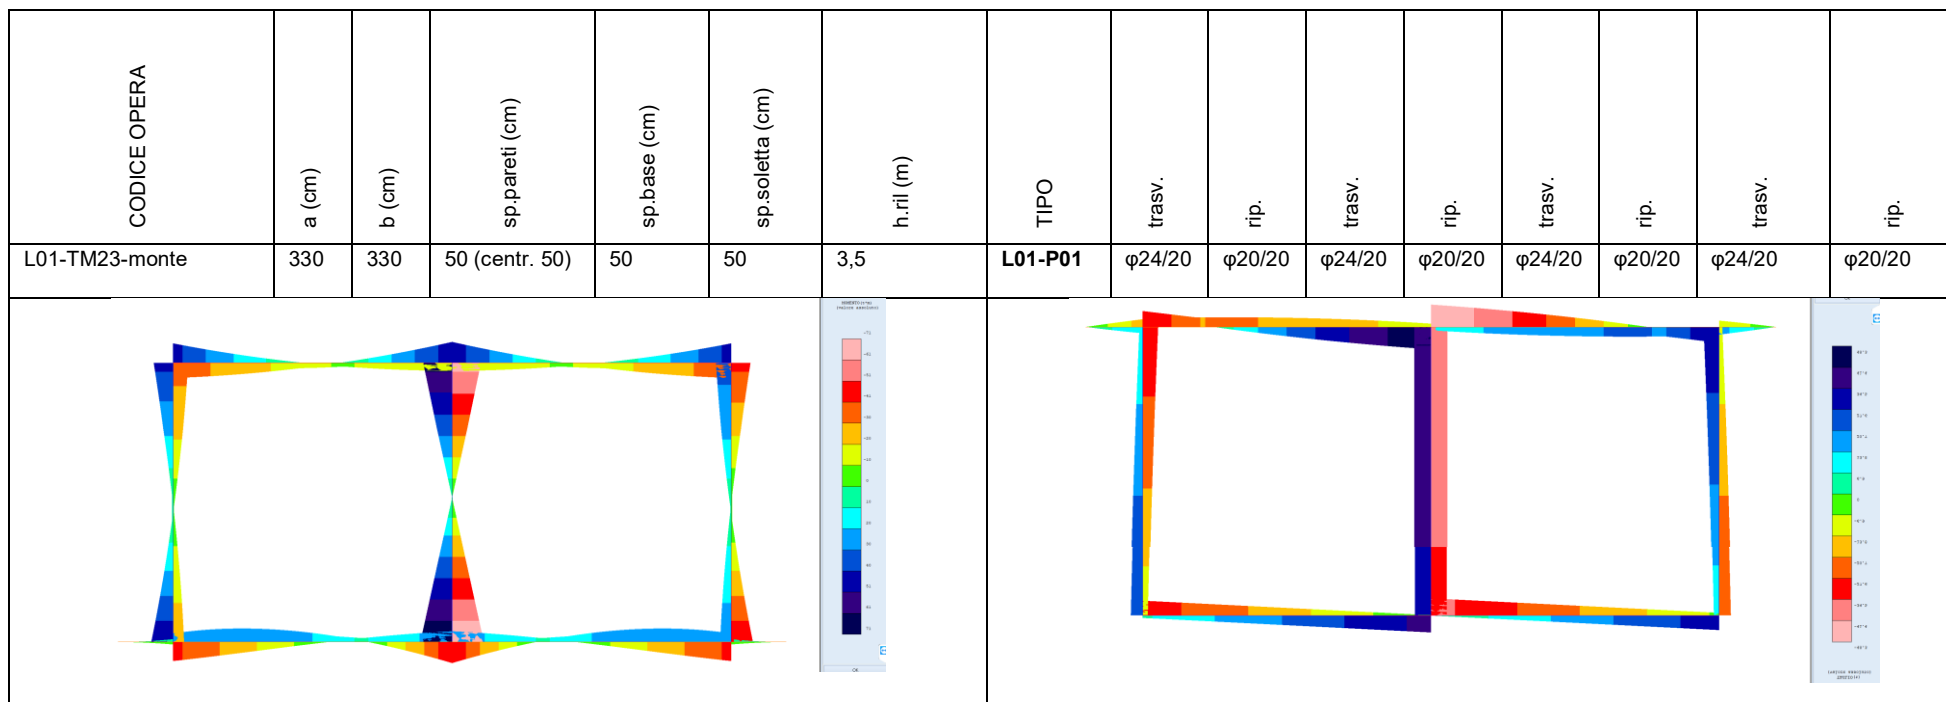 CODICE OPERA
a (cm)
b (cm)
sp.pareti (cm)
sp.base (cm)
sp.soletta (cm)
h.ril (m)
TIPO
trasv.
rip.
trasv.
rip.
trasv.
rip.
trasv.
rip.
L01-TM23-monte 330 330 50 (centr. 50) 50 50 3,5 L01-P01 φ24/20 φ20/20 φ24/20 φ20/20 φ24/20 φ20/20 φ24/20 φ20/20